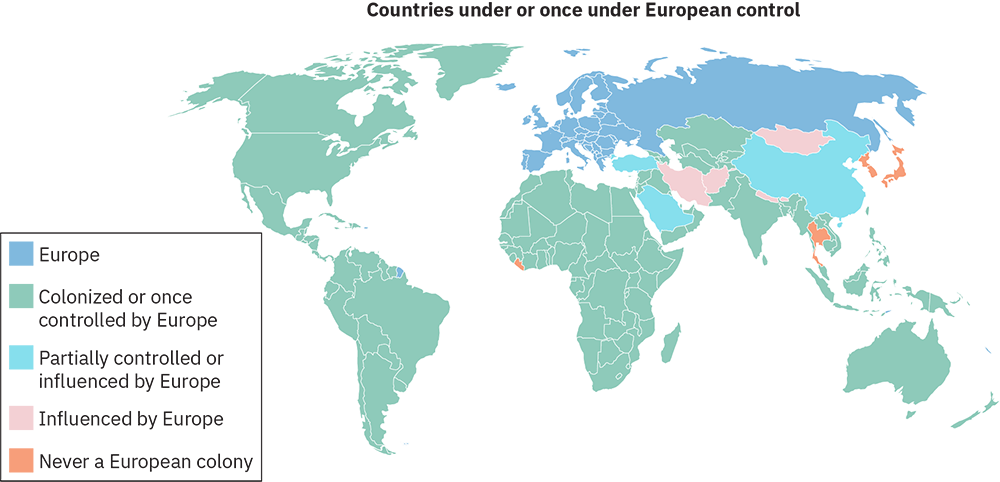 Countries under or once under European control
Europe
Colonized or once
controlled by Europe
Partially controlled or
influenced by Europe
Influenced by Europe
Never a European colony